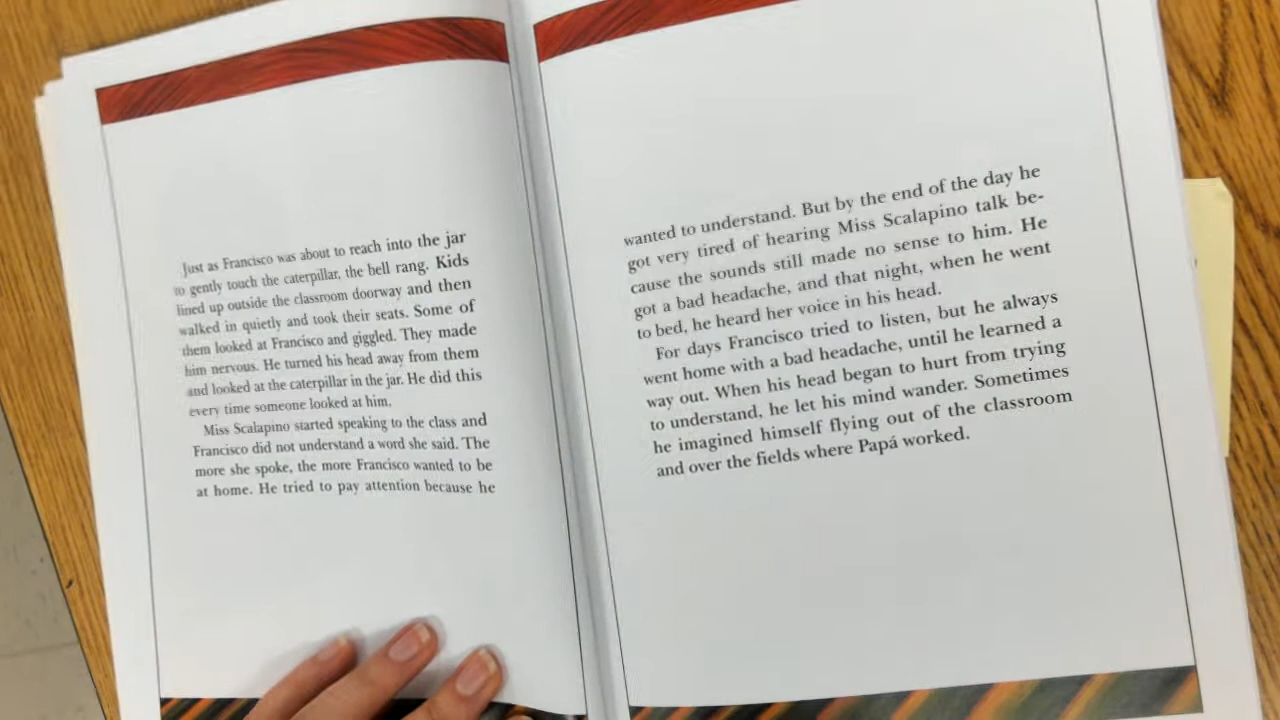 Just as Francisco was about to reach into the jar
to gently touch the caterpillar, the bell rang. Kids
lined up outside the classroom doorway and then
walked in quietly and took their seats. Some of
them looked at Francisco and giggled. They made
him nervous. He turned his head away from them
and looked at the caterpillar in the jar. He did this
every time someone looked at him.
Miss Scalapino started speaking to the class and
Francisco did not understand a word she said. The
more she spoke, the more Francisco wanted to be
at home. He tried to pay attention because he
wanted to understand. But by the end of the day he
got very tired of hearing Miss Scalapino talk be-
cause the sounds still made no sense to him. He
got a bad headache, and that night, when he went
to bed, he heard her voice in his head.
For days Francisco tried to listen, but he always
went home with a bad headache, until he learned a
way out. When his head began to hurt from trying
to understand, he let his mind wander. Sometimes
he imagined himself flying out of the classroom
and over the fields where Papá worked.